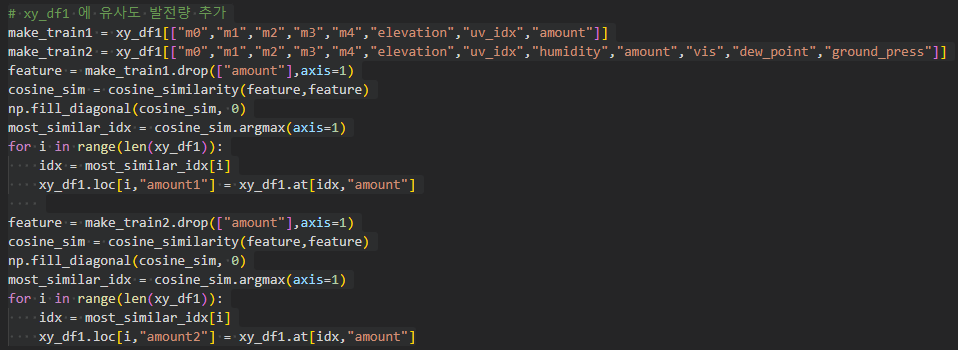 # xy_df1 에 유사도 발전량 추가
make_train1 = xy_df1[["m0","m1","m2","m3","m4","elevation","uv_idx","amount"]]
make_train2 = xy_df1[["m0","m1","m2","m3","m4","elevation","uv_idx","humidity","amount","vis","dew_point","ground_press"]]
feature = make_train1.drop(["amount"],axis=1)
cosine_sim = cosine_similarity(feature,feature)
np.fill_diagonal(cosine_sim, 0)
most_similar_idx = cosine_sim.argmax(axis=1)
for i in range(len(xy_df1)):
    idx = most_similar_idx[i]
    xy_df1.loc[i,"amount1"] = xy_df1.at[idx,"amount"]

feature = make_train2.drop(["amount"],axis=1)
cosine_sim = cosine_similarity(feature,feature)
np.fill_diagonal(cosine_sim, 0)
most_similar_idx = cosine_sim.argmax(axis=1)
for i in range(len(xy_df1)):
    idx = most_similar_idx[i]
    xy_df1.loc[i,"amount2"] = xy_df1.at[idx,"amount"]